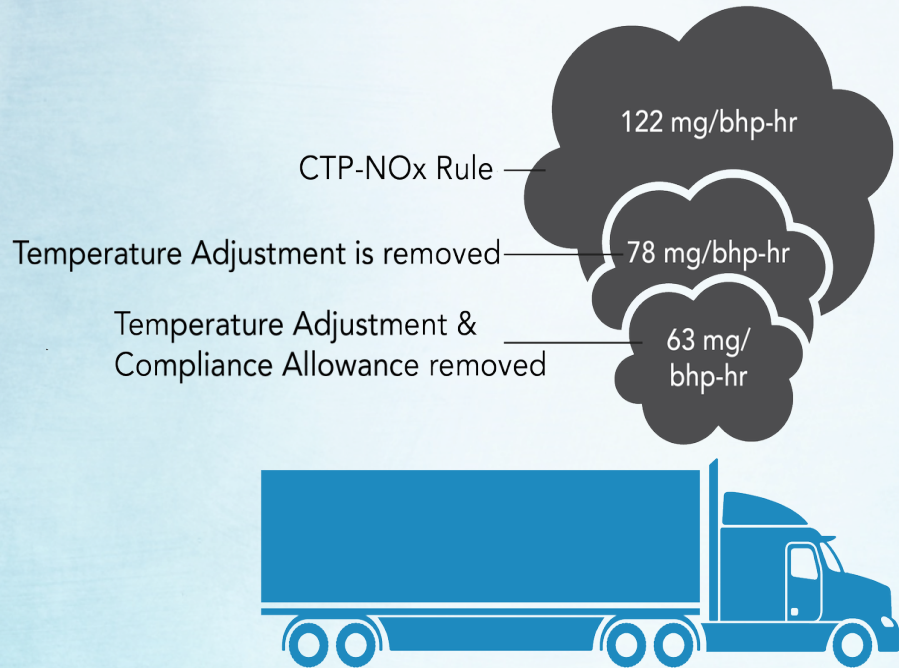 122 mg/bhp-hr
CTP-NOx Rule
Temperature Adjustment is removed
78 mg/bhp-hr
Temperature Adjustment &
Compliance Allowance removed
63 mg/
bhp-hr